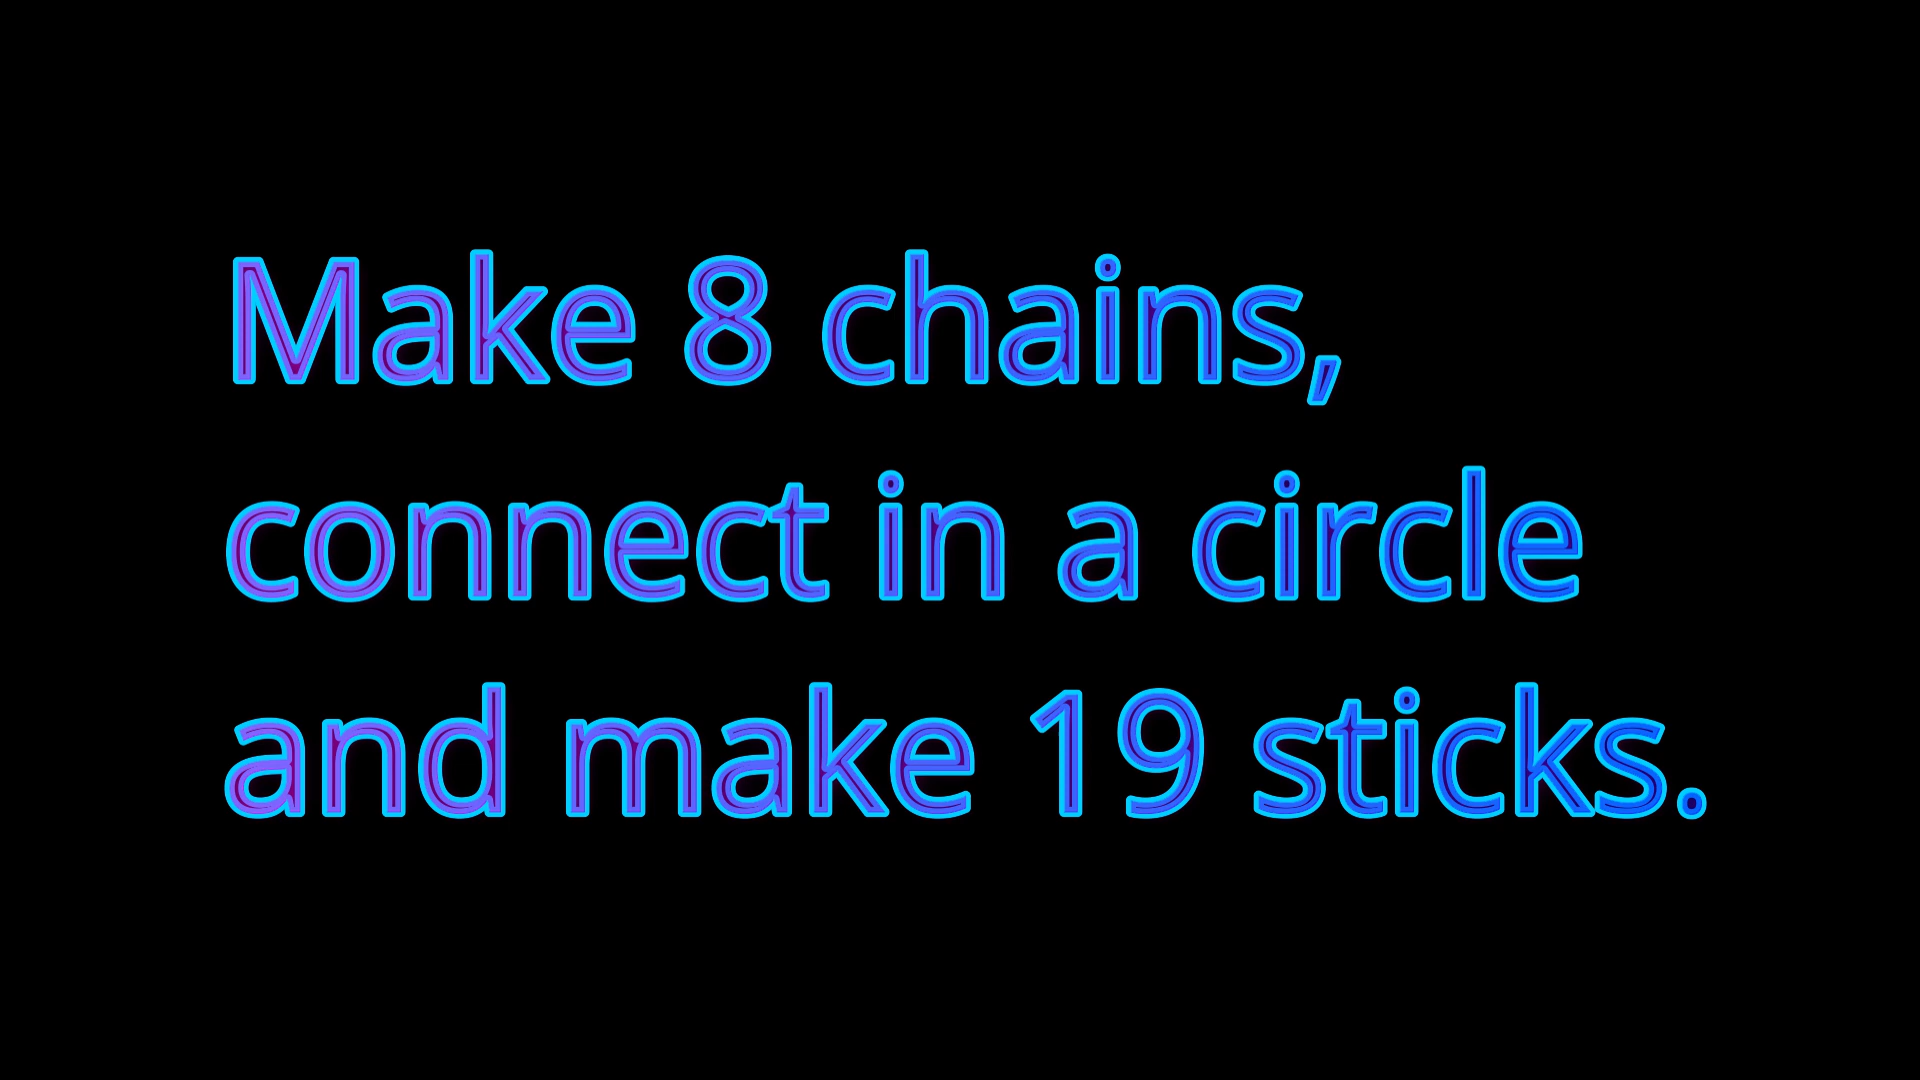 Make 8 chains,
connect in a circle
and make 19 sticks.